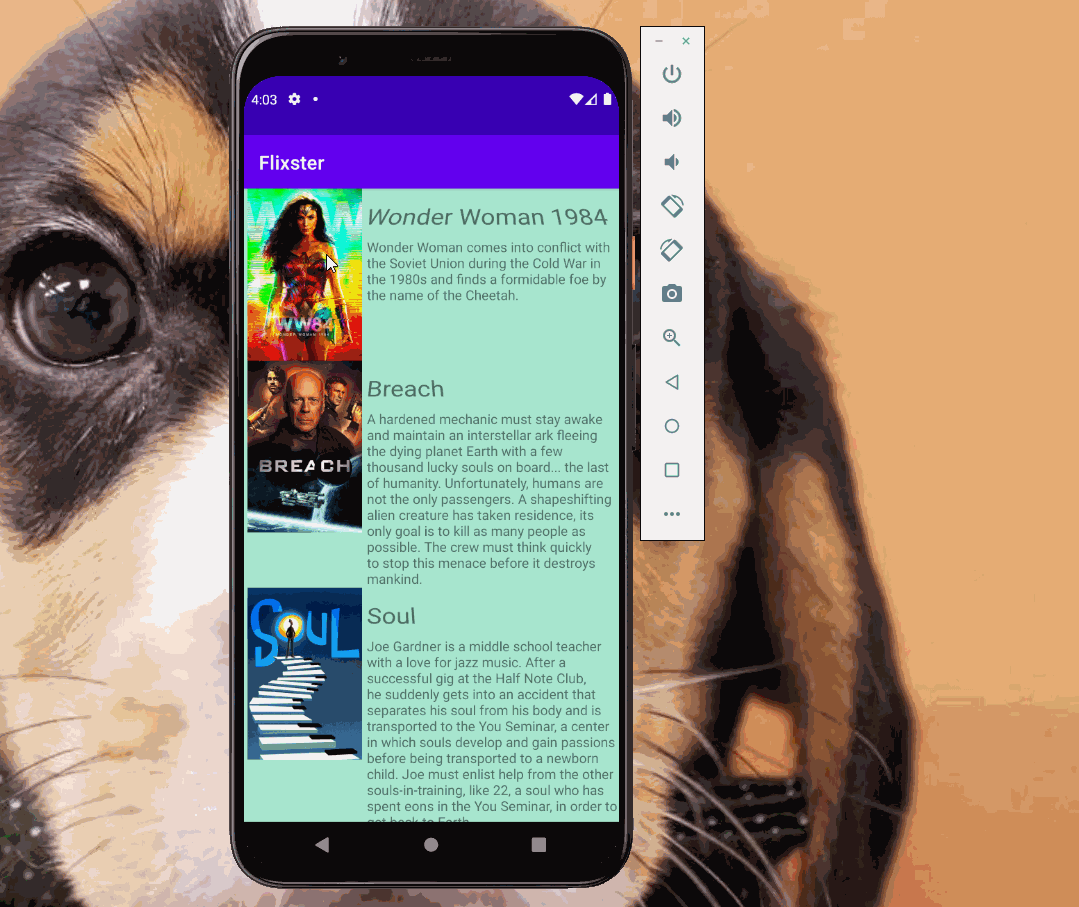 4:03
Flixster
Wonder Woman 1984
Wonder Woman comes into conflict with
the Soviet Union during the Cold War in
the 1980s and finds a formidable foe by
the name of the Cheetah.
WW84
Breach
A hardened mechanic must stay awake
and maintain an interstellar ark fleeing
the dying planet Earth with a few
thousand lucky souls on board... the last
of humanity. Unfortunately, humans are
not the only passengers. A shapeshifting
alien creature has taken residence, its
only goal is to kill as many people as
possible. The crew must think quickly
to stop this menace before it destroys
mankind.
BREACH
Soul
Joe Gardner is a middle school teacher
with a love for jazz music. After a
successful gig at the Half Note Club,
he suddenly gets into an accident that
separates his soul from his body and is
transported to the You Seminar, a center
in which souls develop and gain passions
before being transported to a newborn
child. Joe must enlist help from the other
souls-in-training, like 22, a soul who has
spent eons in the You Seminar, in order to
get back to Earth.
SOUL